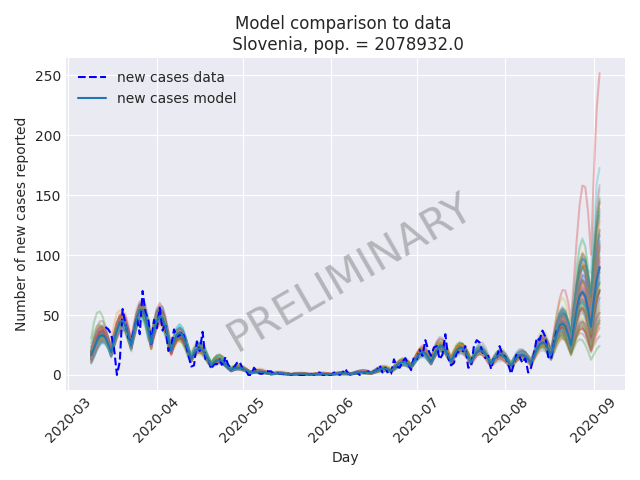 Model comparison to data
Slovenia, pop. = 2078932.0
new cases data
new cases model
250
200
150
100
50
0
Number of new cases reported
PRELIMINARY
2020-03
2020-04
2020-05
2020-06
2020-07
2020-08
2020-09
Day